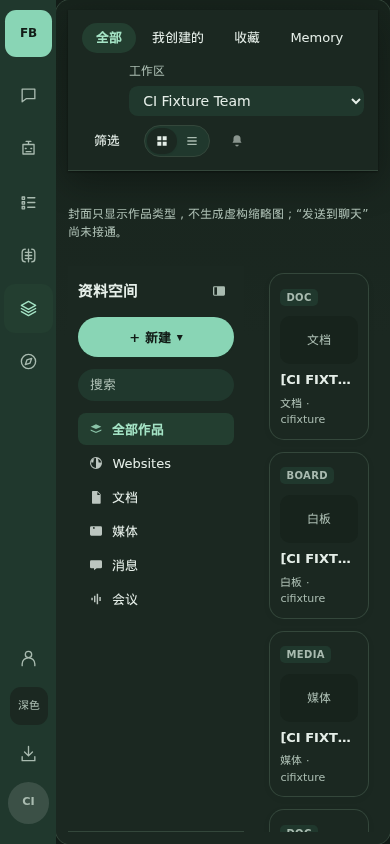 FB
全部
我创建的
收藏
Memory
工作区
CI Fixture Team
筛选
封面只显示作品类型，不生成虚构缩略图；“发送到聊天”
尚未接通。
资料空间
+ 新建 ▾
搜索
全部作品
Websites
文档
媒体
消息
会议
DOC
文档
[CI FIXT…
文档 ·
cifixture
BOARD
白板
[CI FIXT…
白板 ·
cifixture
MEDIA
媒体
[CI FIXT…
媒体 ·
cifixture
DOC
深色
CI